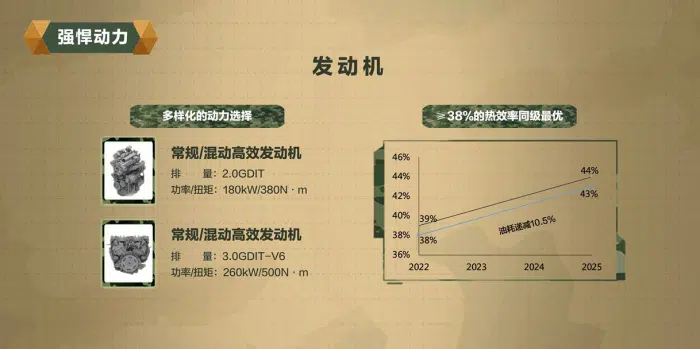 强悍动力
发动机
多样化的动力选择
≥38%的热效率同级最优
常规/混动高效发动机
排 量：2.0GDIT
功率/扭矩：180kW/380N·m
常规/混动高效发动机
排 量：3.0GDIT-V6
功率/扭矩：260kW/500N·m
46%
44%
42%
40%
38%
36%
39%
38%
44%
43%
油耗递减10.5%
2022
2023
2024
2025